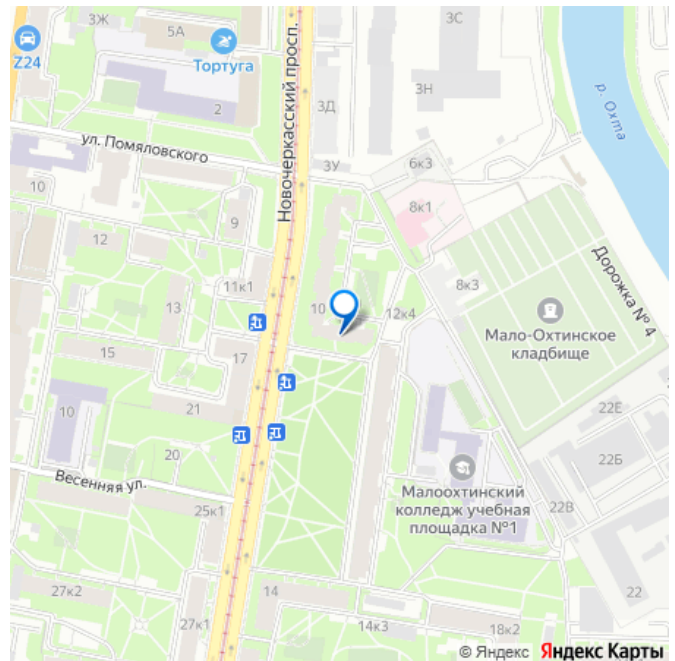 3Ж
5А
3С
Z24
Тортуга
2
Новочеркасский просп.
3Д
3Н
р. Охта
ул. Помяловского
3У
6к3
10
9
8к1
12
11к1
8к3
Дорожка № 4
13
10
12к4
Мало-Охтинское
кладбище
15
17
21
10
22Е
20
22Б
Весенняя ул.
Малоохтинский
колледж учебная
площадка №1
25к1
22В
27к2
14
22
27к1
14к3
18к2
© Яндекс Яндекс Карты